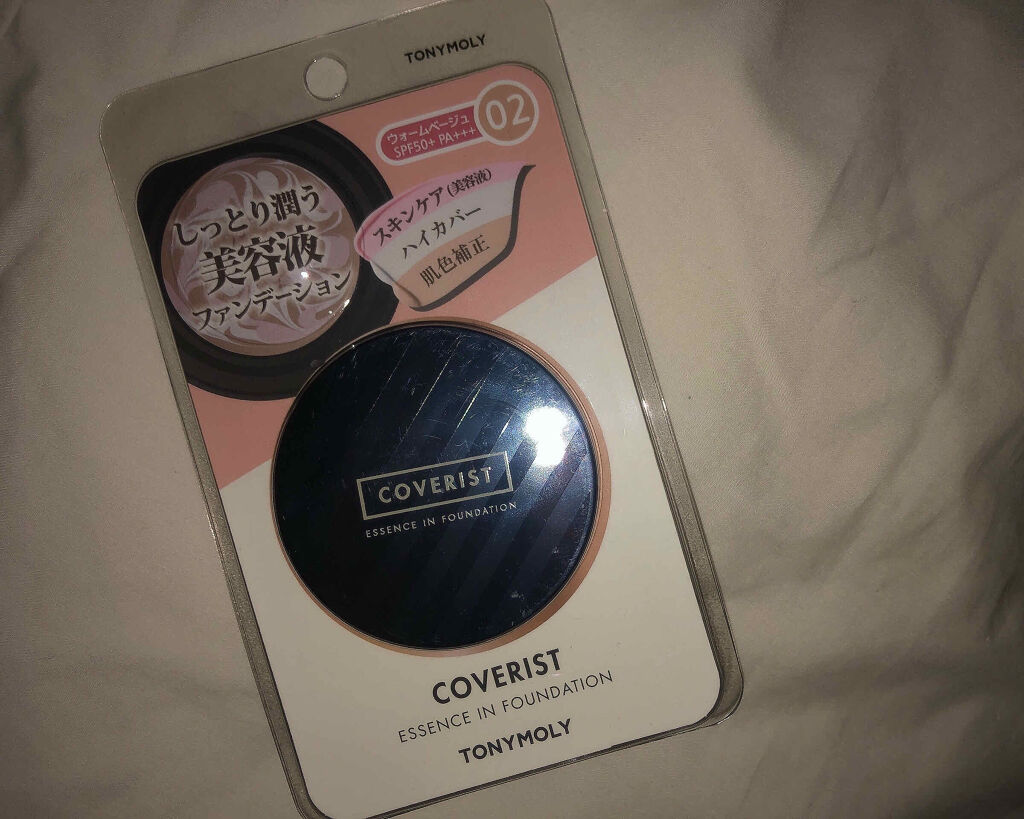 TONYMOLY
ウォームベージュ
SPF50+ PA+++
02
しっとり潤う
美容液
ファンデーション
スキンケア(美容液)
ハイカバー
肌色補正
COVERIST
ESSENCE IN FOUNDATION
COVERIST
ESSENCE IN FOUNDATION
TONYMOLY